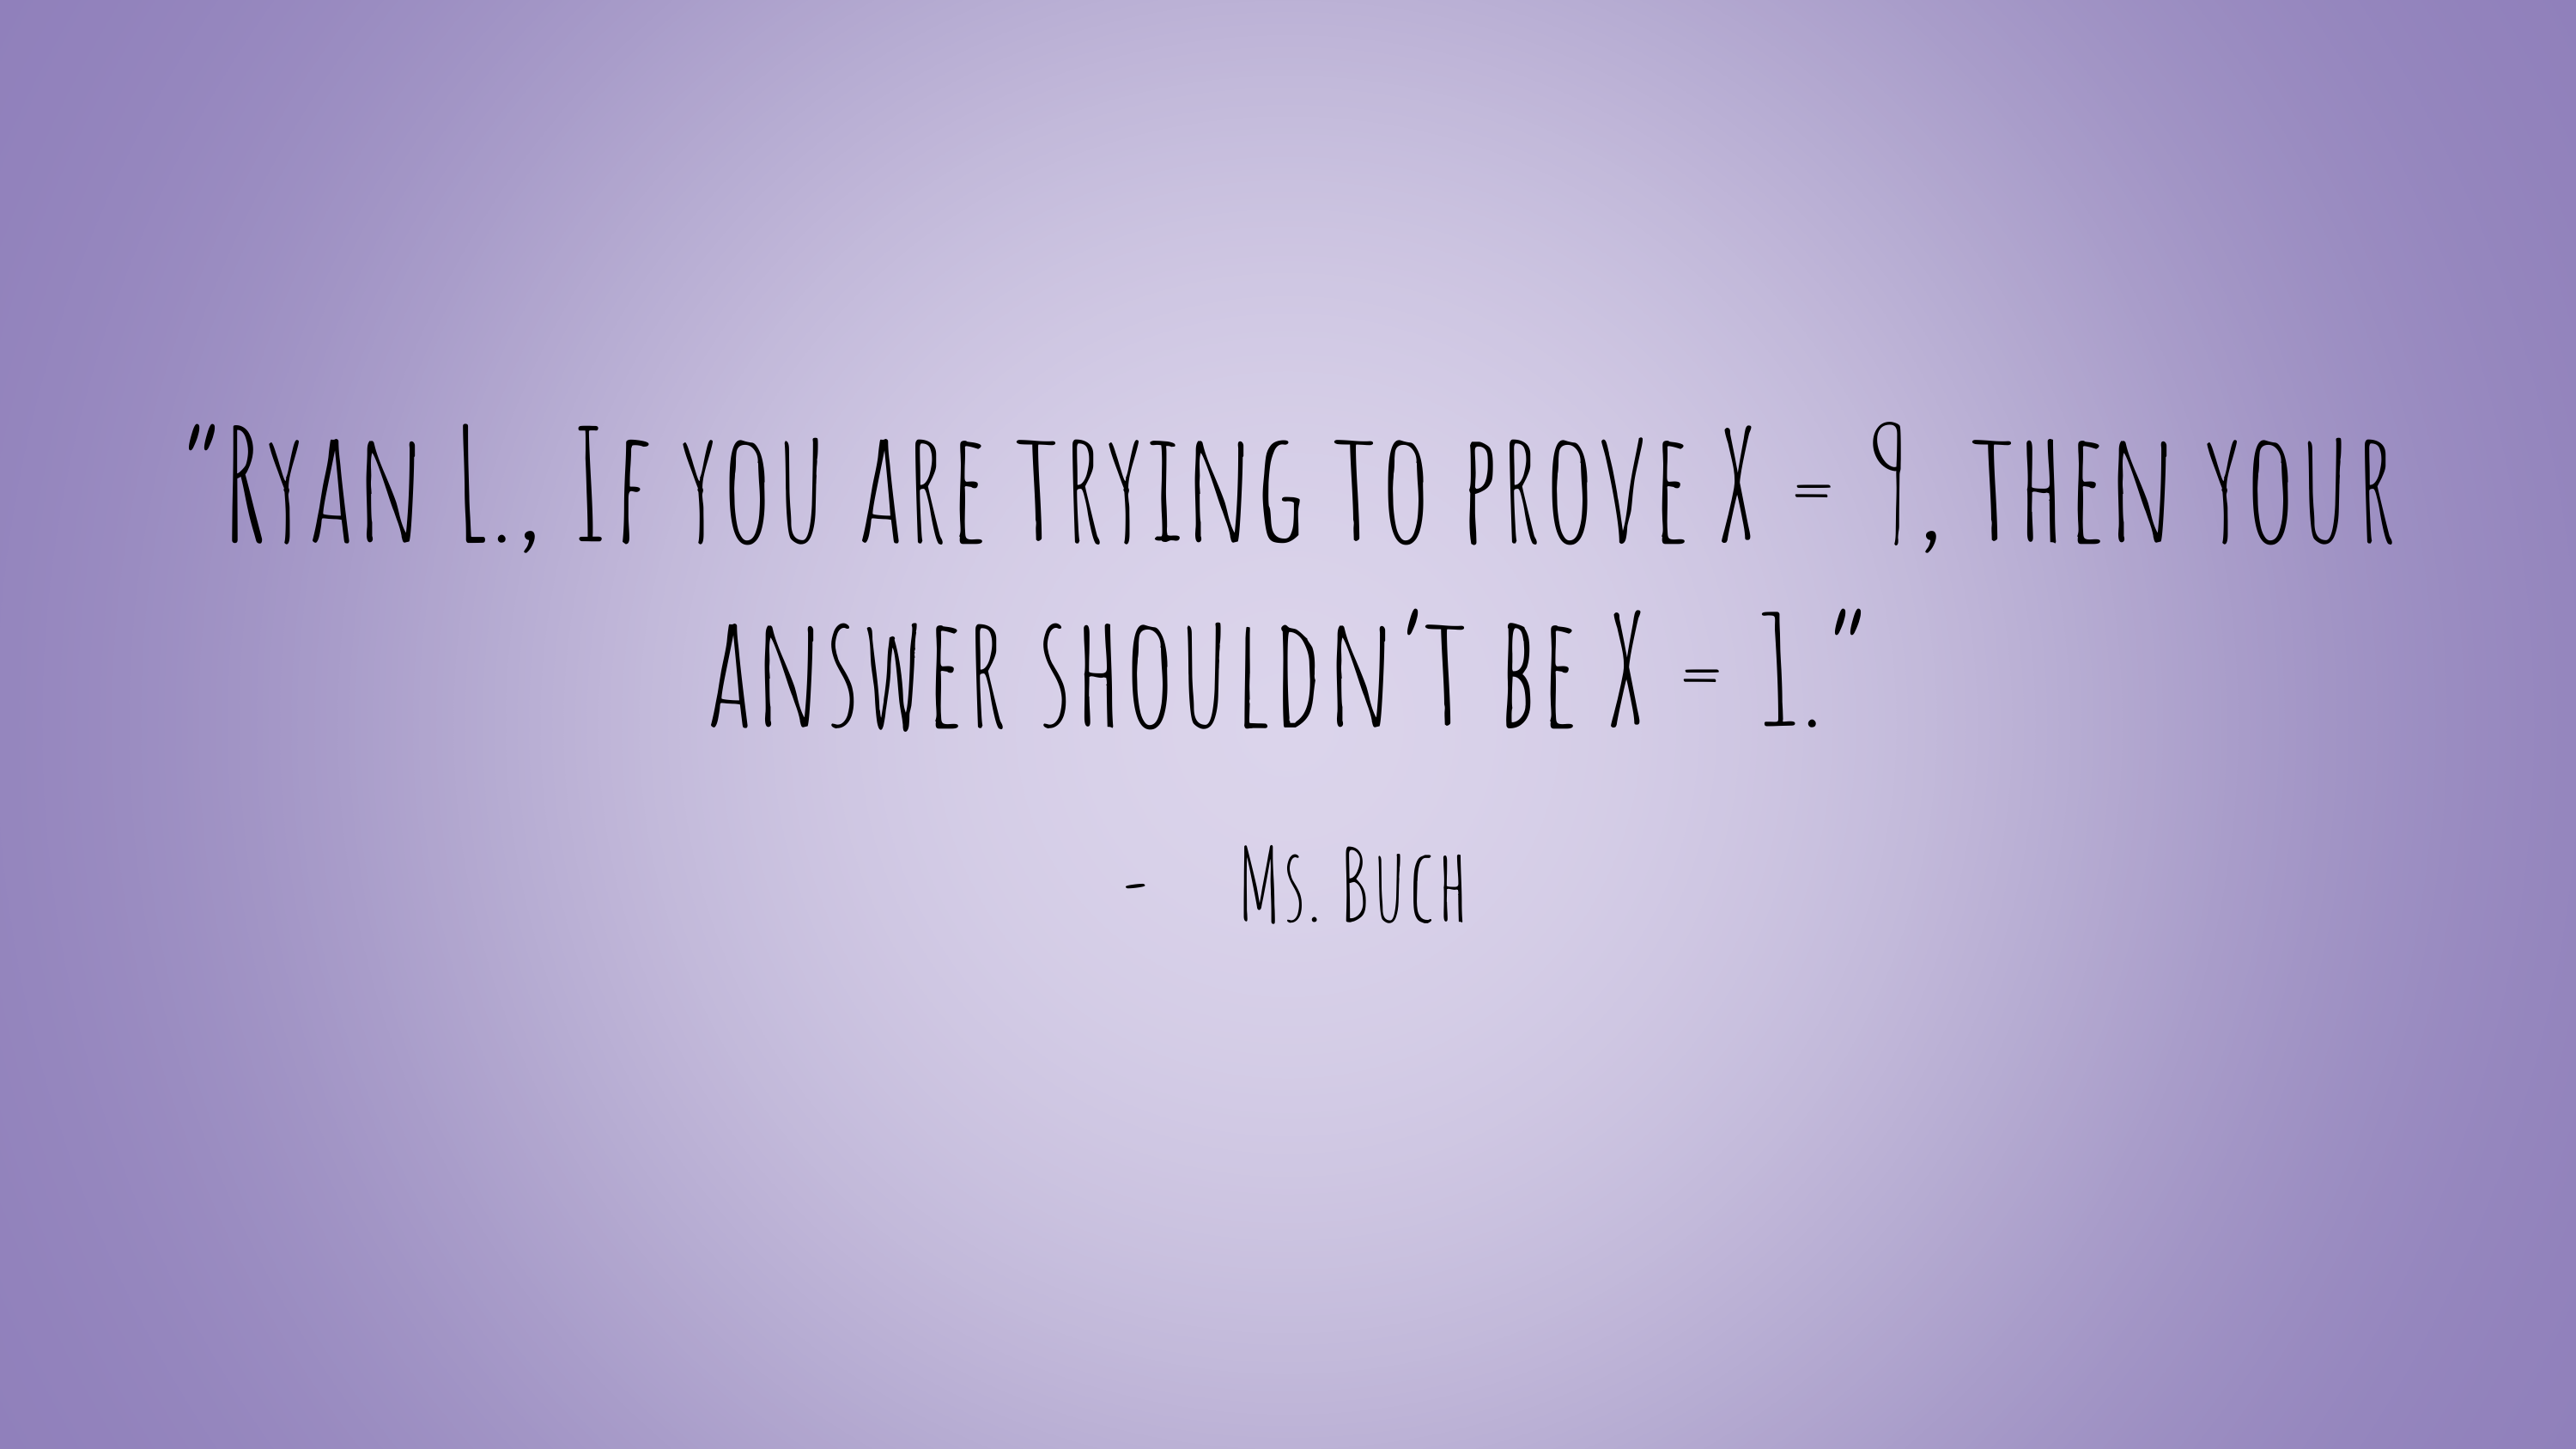 "Ryan L., If you are trying to prove X = 9, then your
answer shouldn't be X = 1."
- Ms. Buch